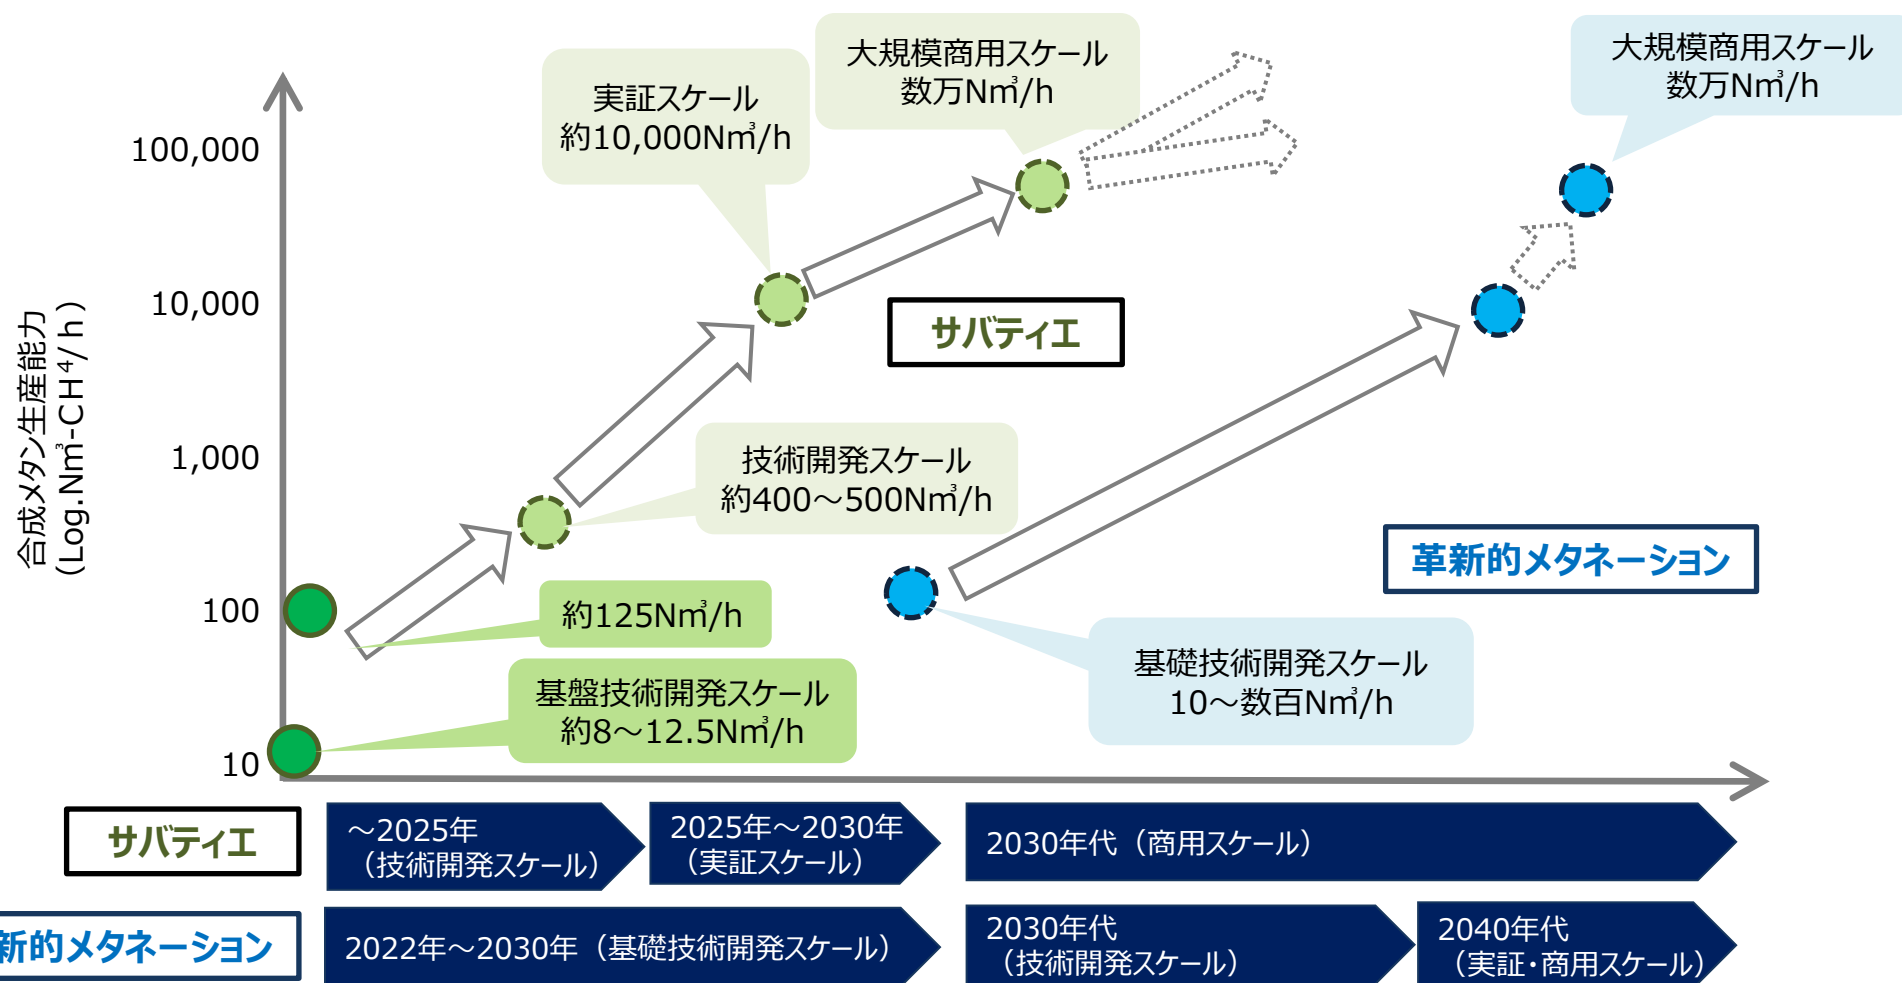 大規模商用スケール
数万Nm³/h
大規模商用スケール
数万Nm³/h
実証スケール
約10,000Nm³/h
合成メタン生産能力
(Log.Nm³-CH⁴/ｈ)
100,000
10,000
1,000
100
10
サバティエ
技術開発スケール
約400～500Nm³/h
革新的メタネーション
約125Nm³/h
基盤技術開発スケール
約8～12.5Nm³/h
基礎技術開発スケール
10～数百Nm³/h
サバティエ
～2025年
（技術開発スケール）
2025年～2030年
（実証スケール）
2030年代（商用スケール）
新的メタネーション
2022年～2030年（基礎技術開発スケール）
2030年代
（技術開発スケール）
2040年代
（実証・商用スケール）